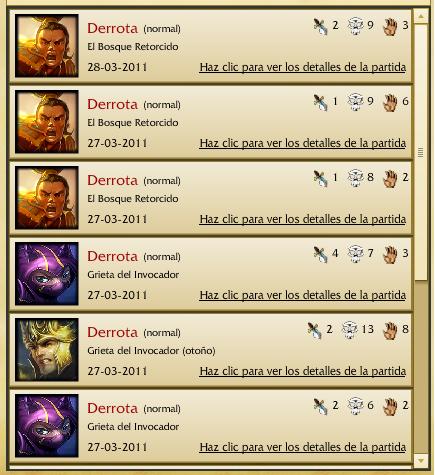 Derrota (normal) 2 9 3
El Bosque Retorcido
28-03-2011 Haz clic para ver los detalles de la partida
Derrota (normal) 1 9 6
El Bosque Retorcido
27-03-2011 Haz clic para ver los detalles de la partida
Derrota (normal) 1 8 2
El Bosque Retorcido
27-03-2011 Haz clic para ver los detalles de la partida
Derrota (normal) 4 7 3
Grieta del Invocador
27-03-2011 Haz clic para ver los detalles de la partida
Derrota (normal) 2 13 8
Grieta del Invocador (otoño)
27-03-2011 Haz clic para ver los detalles de la partida
Derrota (normal) 2 6 2
Grieta del Invocador
27-03-2011 Haz clic para ver los detalles de la partida